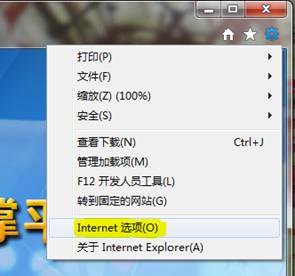 打印(P)
文件(F)
缩放(Z) (100%)
安全(S)
查看下载(N) Ctrl+J
管理加载项(M)
F12 开发人员工具(L)
转到固定的网站(G)
Internet 选项(O)
关于 Internet Explorer(A)
撑平